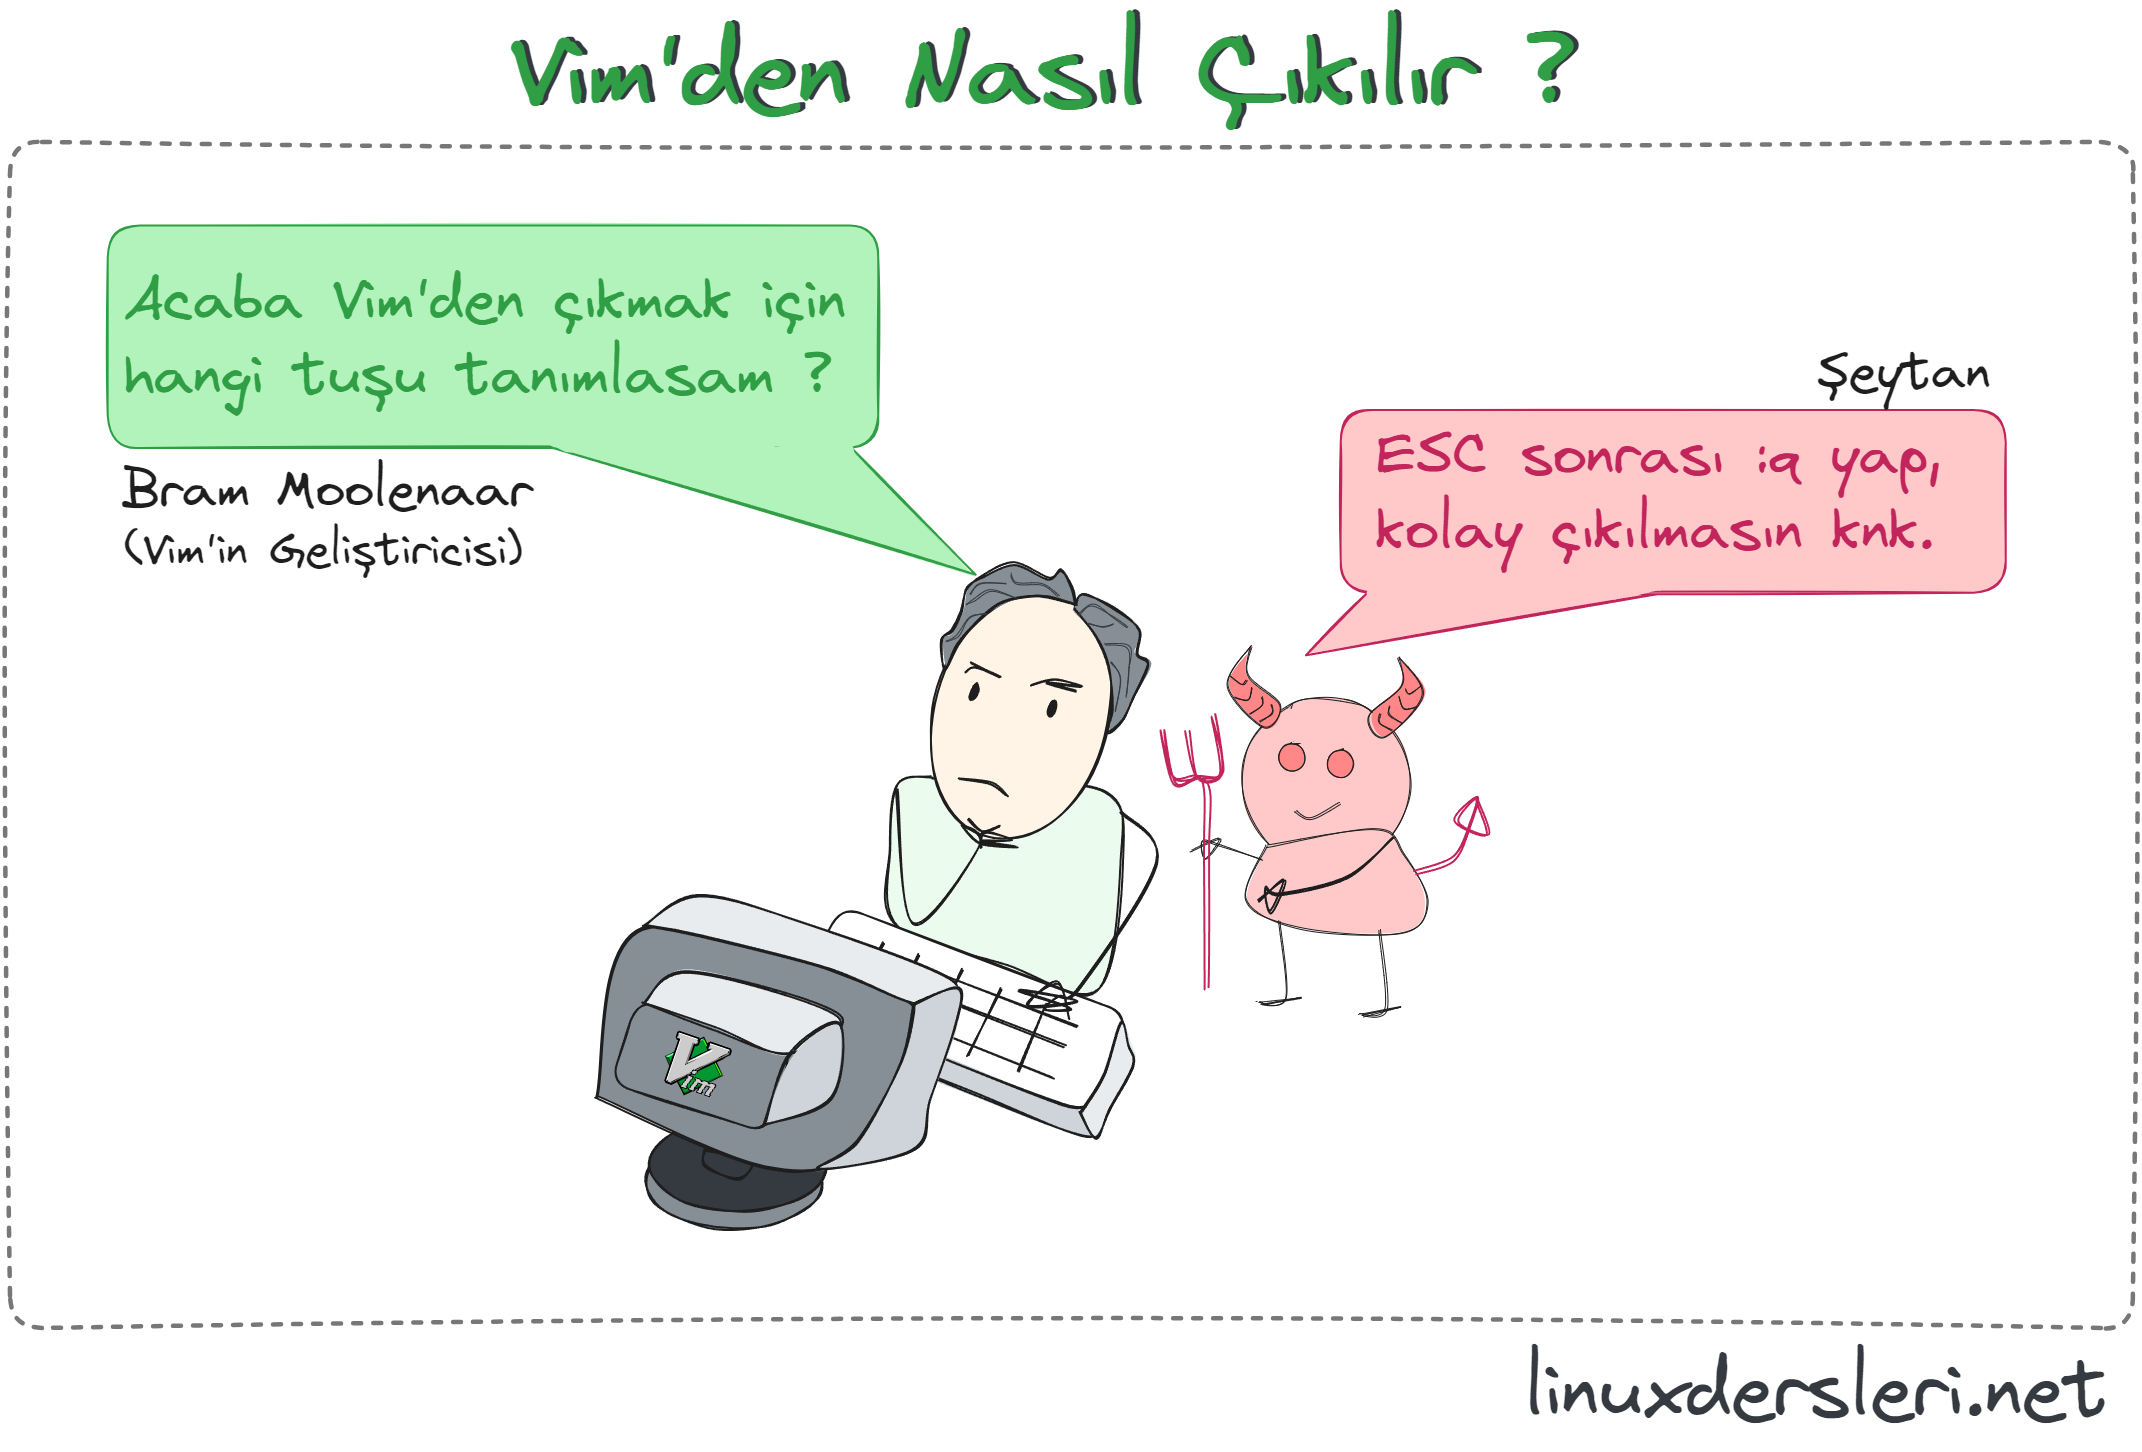 Vim'den Nasıl Çıkılır ?
Acaba Vim'den çıkmak için
hangi tuşu tanımlasam ?
Bram Moolenaar
(Vim'in Geliştiricisi)
Şeytan
ESC sonrası :q yap,
kolay çıkılmasın knk.
Vim
linuxdersleri.net